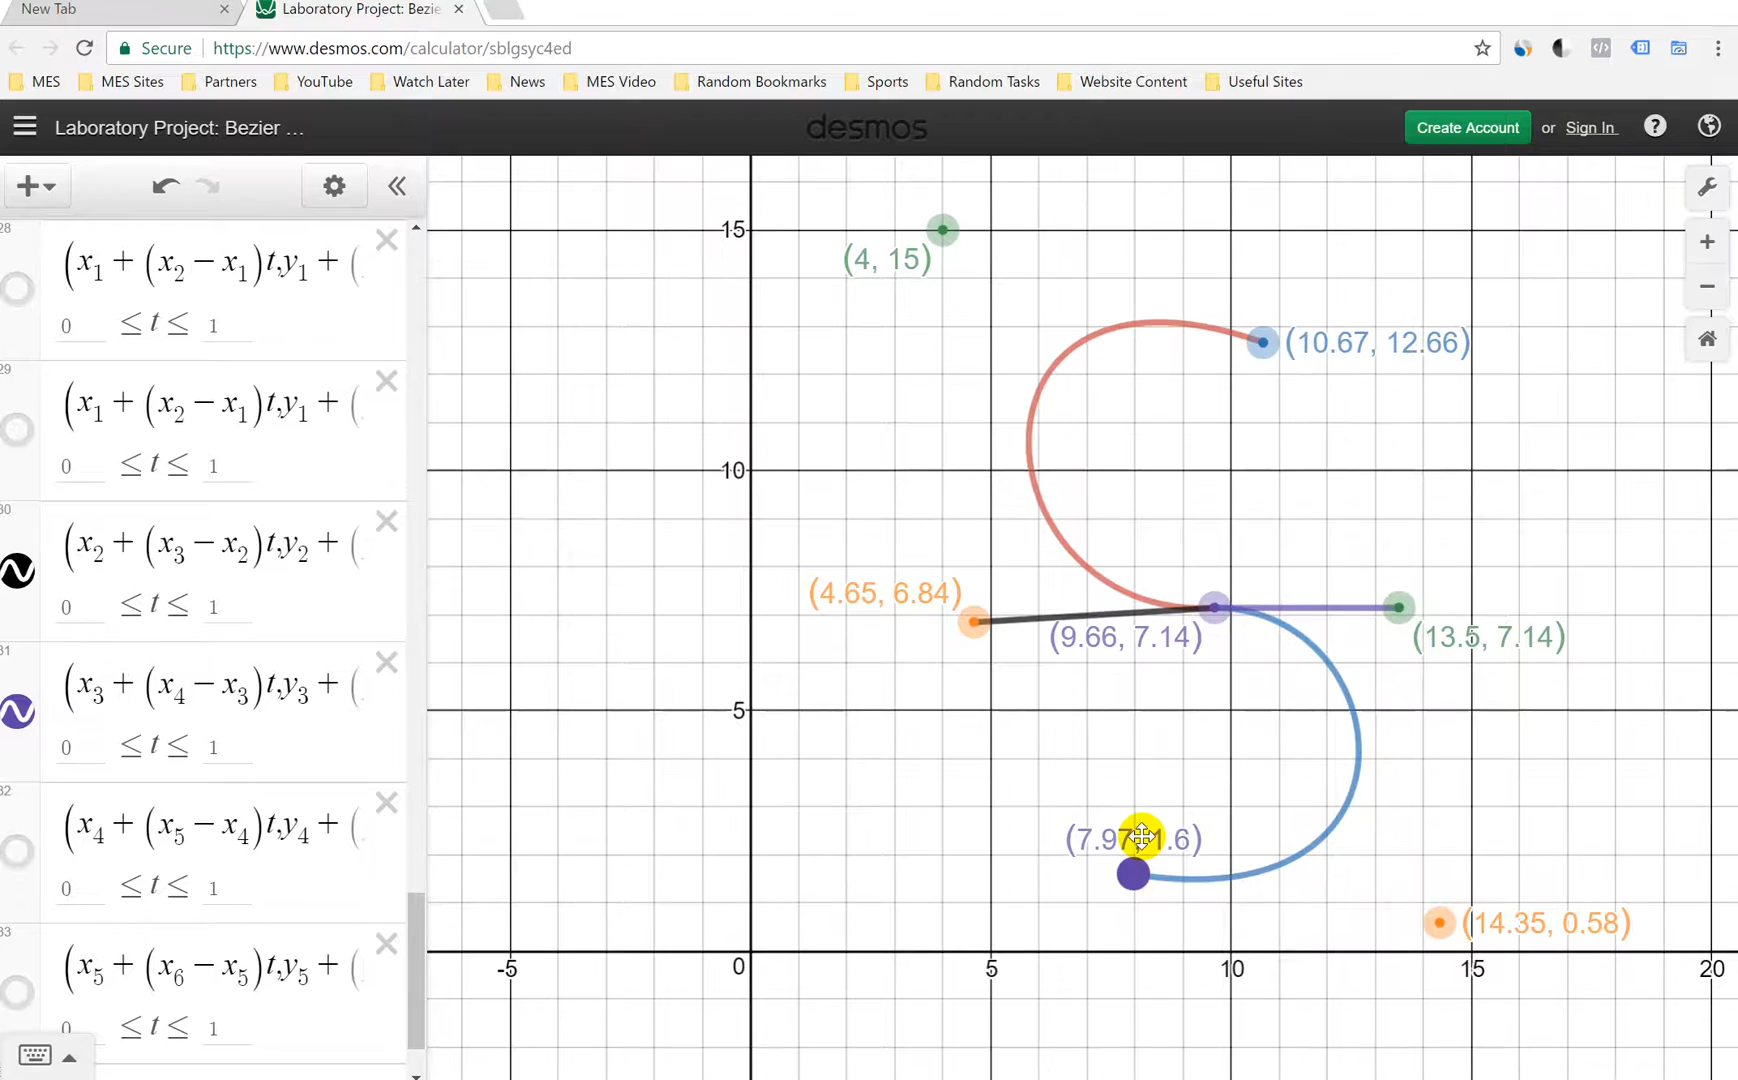 New Tab
Laboratory Project: Bezie
Secure https://www.desmos.com/calculator/sblgsyc4ed
MES MES Sites Partners YouTube Watch Later News MES Video Random Bookmarks Sports Random Tasks Website Content Useful Sites
Laboratory Project: Bezier ...
desmos
Create Account or Sign In
28
(x₁ + (x₂ − x₁)t,y₁ + (
0 ≤ t ≤ 1
29
(x₁ + (x₂ − x₁)t,y₁ + (
0 ≤ t ≤ 1
30
(x₂ + (x₃ − x₂)t,y₂ + (
0 ≤ t ≤ 1
31
(x₃ + (x₄ − x₃)t,y₃ + (
0 ≤ t ≤ 1
32
(x₄ + (x₅ − x₄)t,y₄ + (
0 ≤ t ≤ 1
33
(x₅ + (x₆ − x₅)t,y₅ + (
0 ≤ t ≤ 1
15
(4, 15)
(10.67, 12.66)
10
(4.65, 6.84)
(9.66, 7.14)
(13.5, 7.14)
5
(7.97, 1.6)
(14.35, 0.58)
-5 0 5 10 15 20